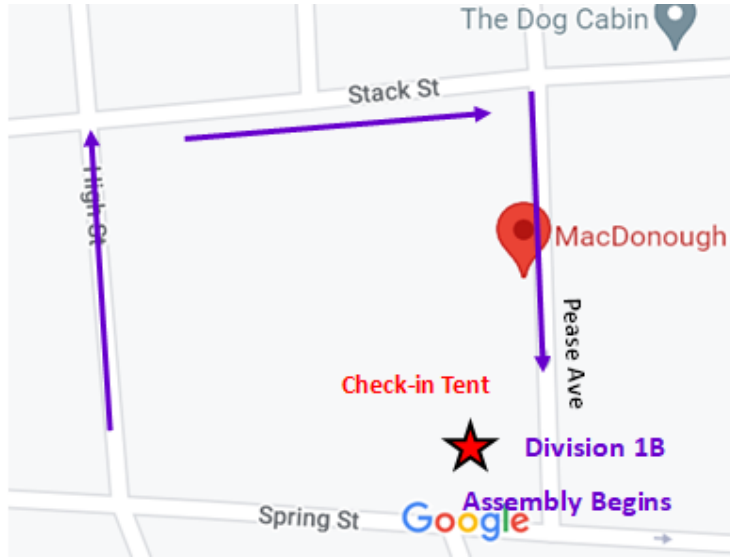 The Dog Cabin
Stack St
High St
MacDonough
Pease Ave
Check-in Tent
Division 1B
Assembly Begins
Spring St
Google